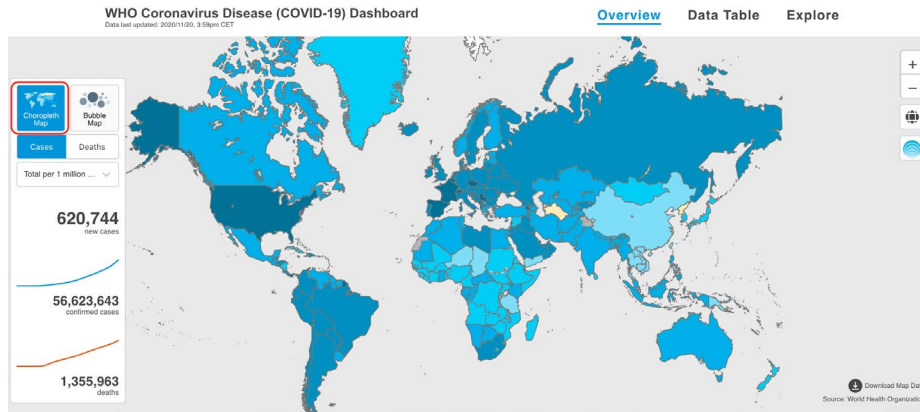 WHO Coronavirus Disease (COVID-19) Dashboard
Data last updated: 2020/11/20, 3:59pm CET
Overview
Data Table
Explore
Choropleth
Map
Bubble
Map
Cases
Deaths
Total per 1 million ...
620,744
new cases
56,623,643
confirmed cases
1,355,963
deaths
+
−
Download Map Da
Source: World Health Organizatio